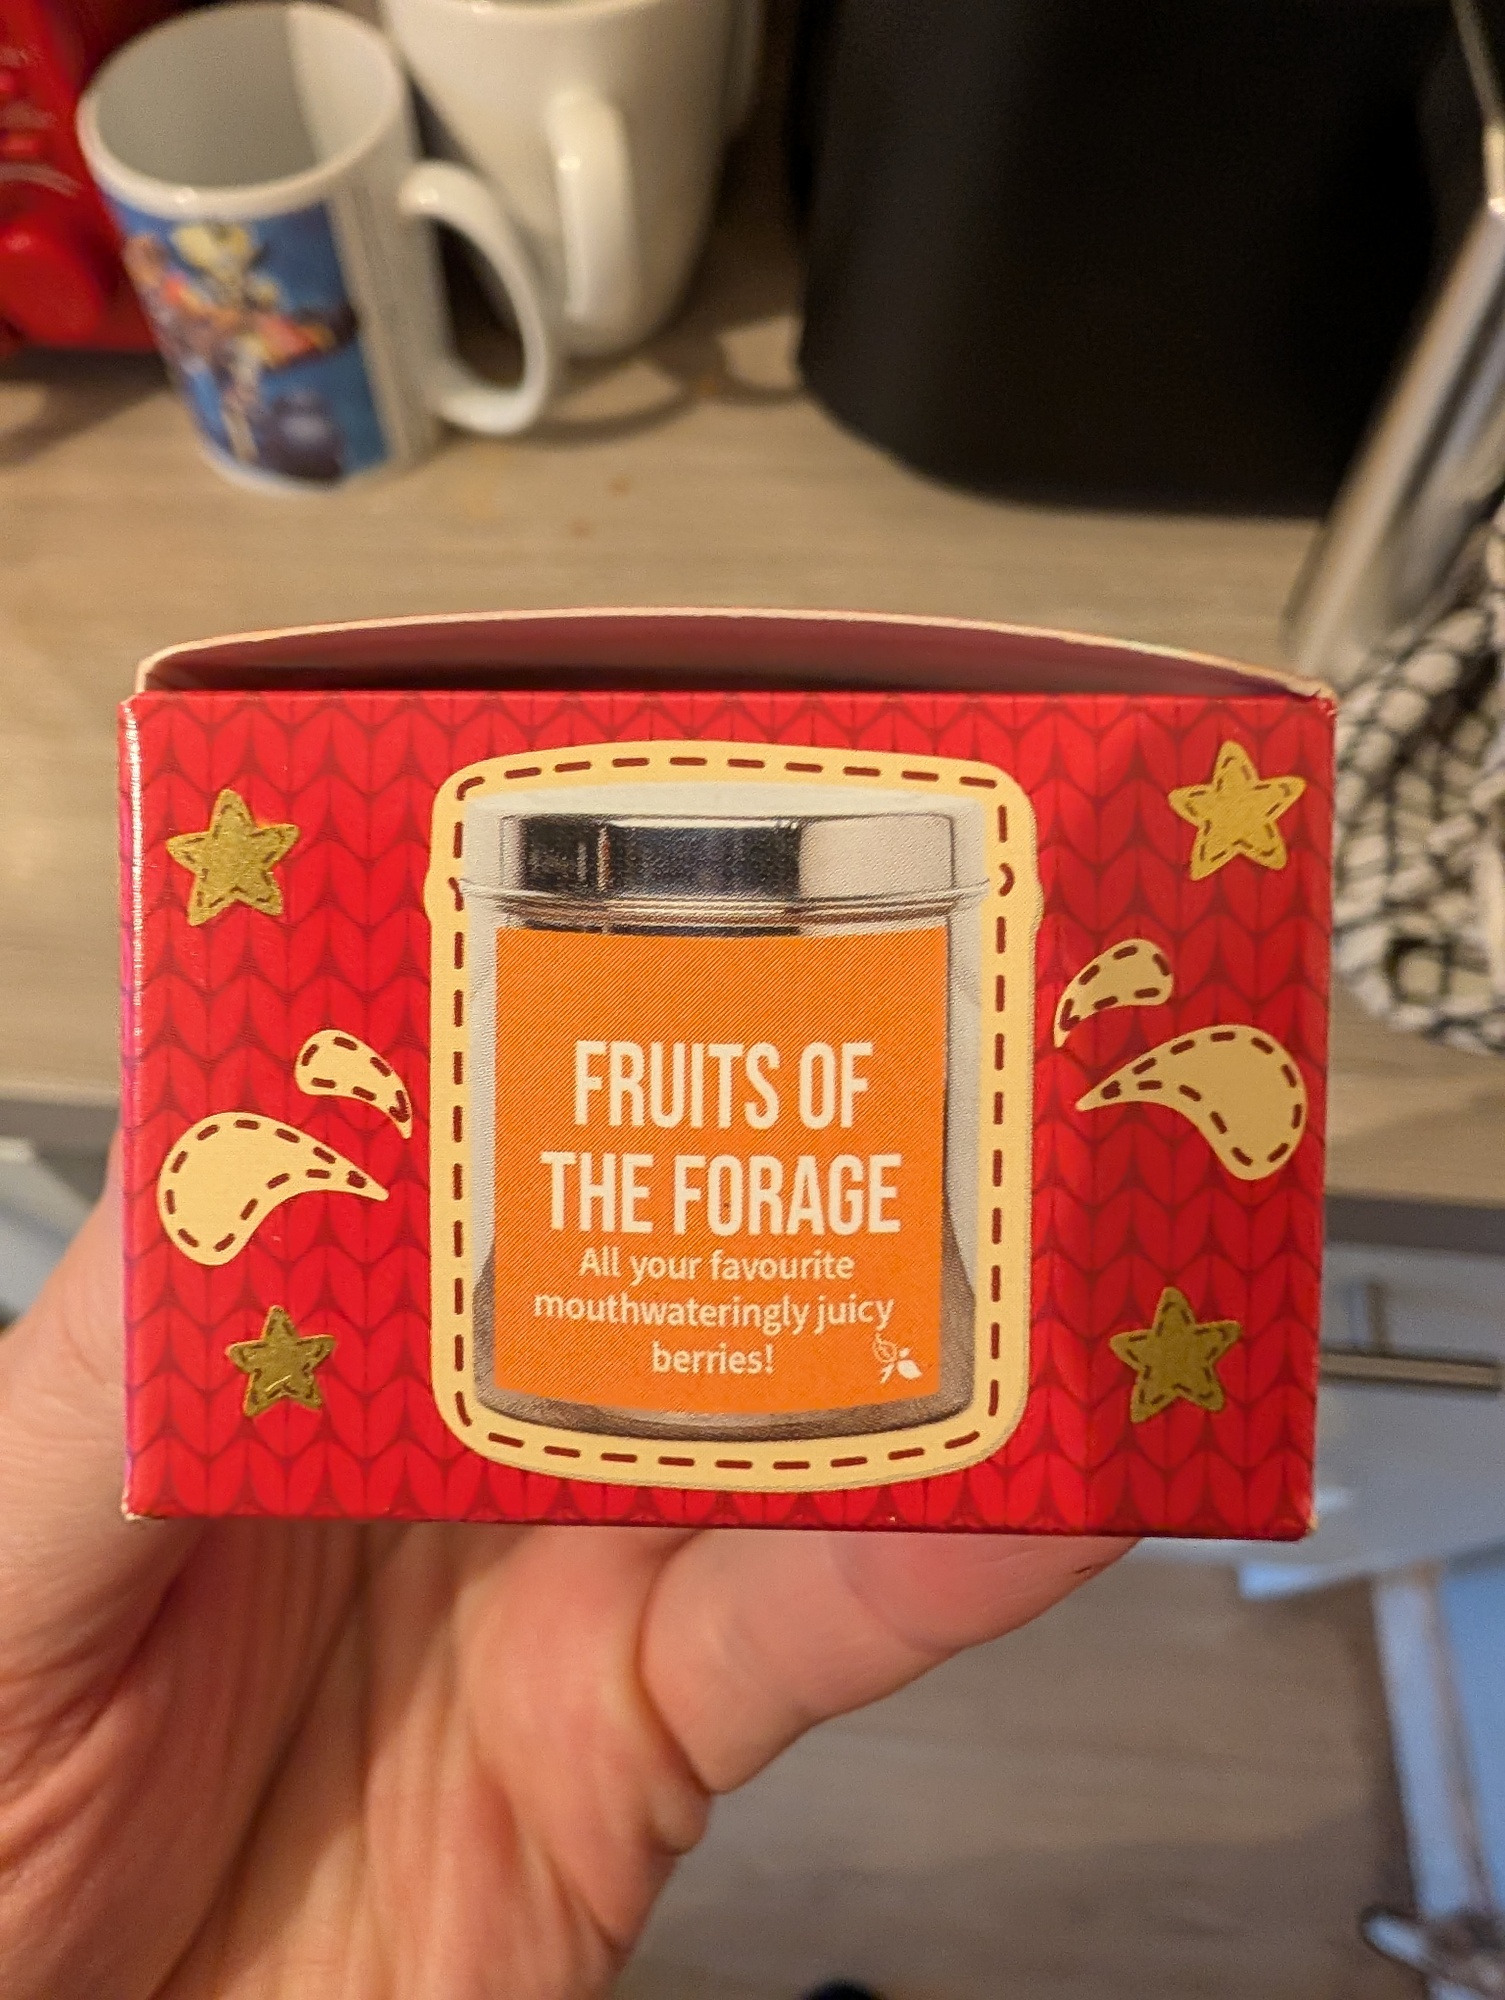 FRUITS OF
THE FORAGE
All your favourite
mouthwateringly juicy
berries!